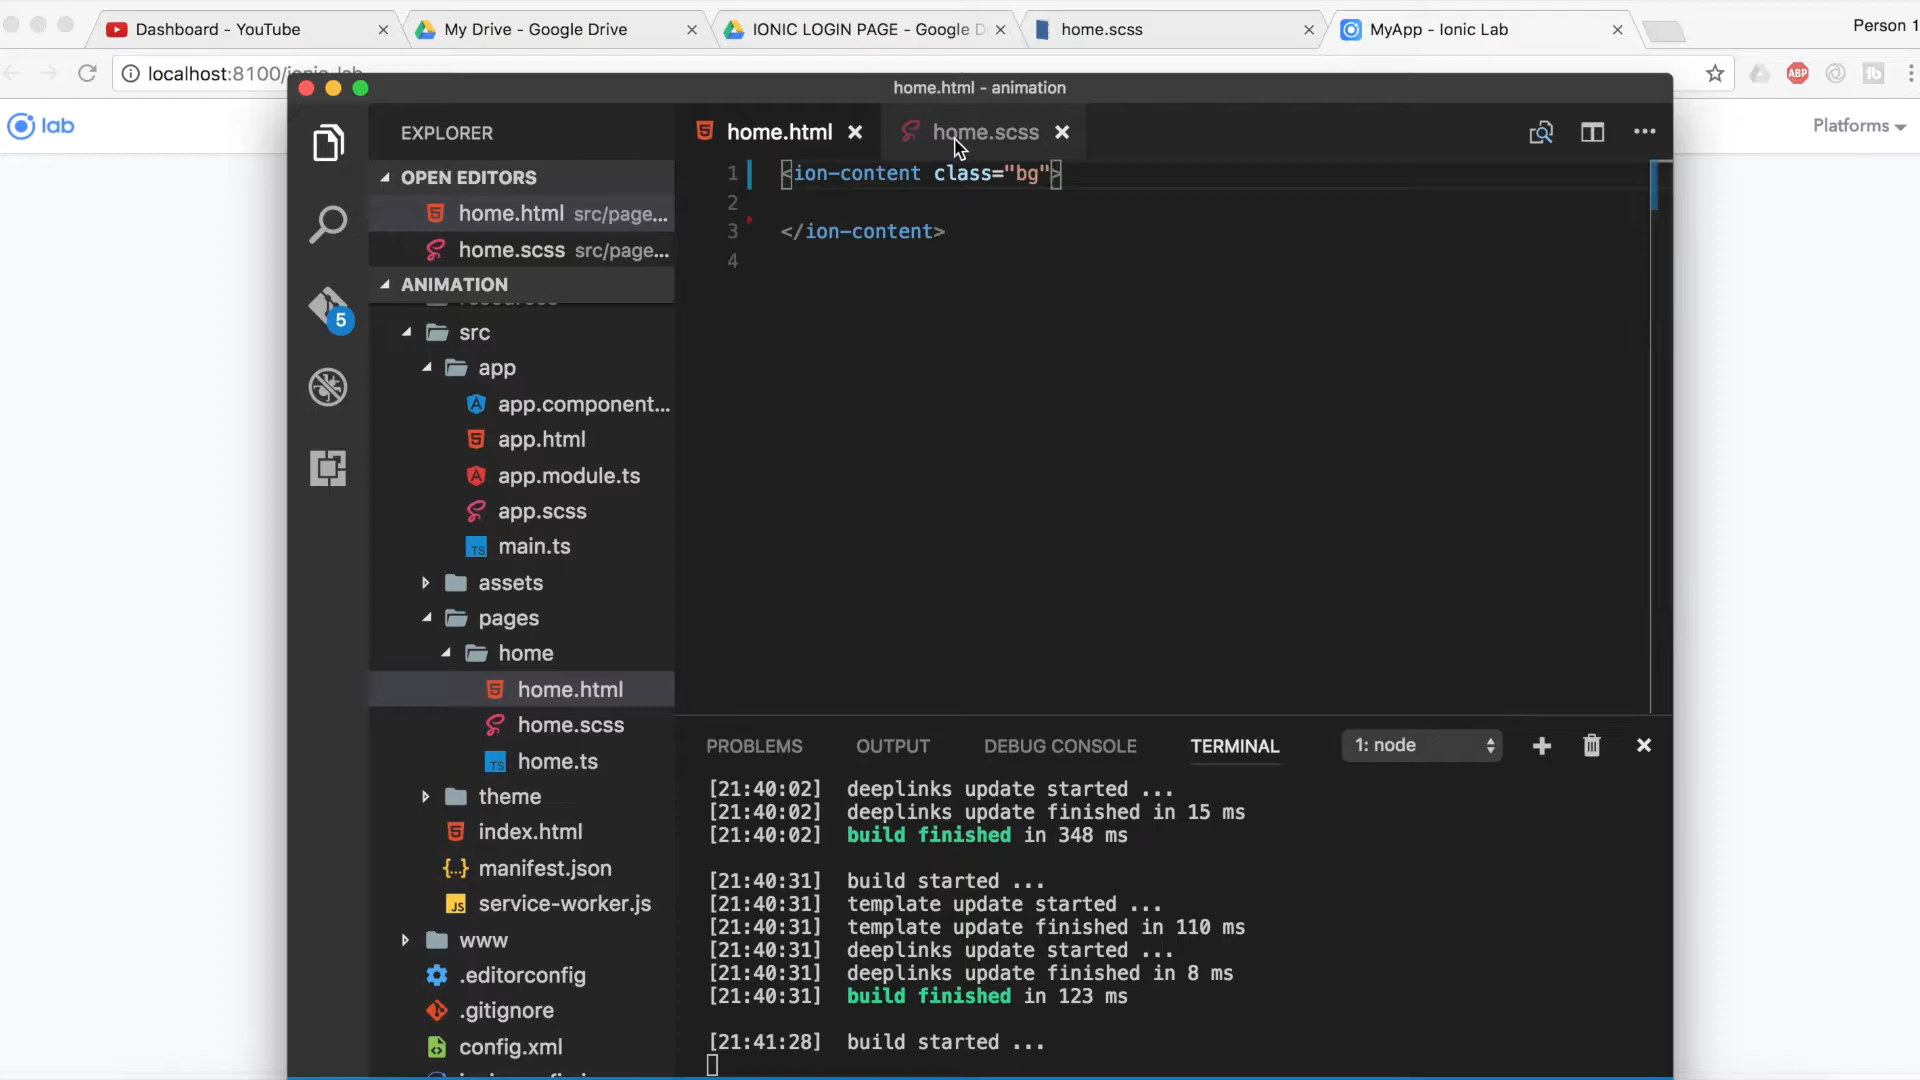 Dashboard - YouTube
My Drive - Google Drive
IONIC LOGIN PAGE - Google D
home.scss
MyApp - Ionic Lab
Person 1
localhost:8100/ionic-lab
ABP
lab
Platforms
home.html - animation
EXPLORER
home.html
home.scss
OPEN EDITORS
home.html src/page...
home.scss src/page...
ANIMATION
5
src
app
app.component...
app.html
app.module.ts
app.scss
main.ts
assets
pages
home
home.html
home.scss
home.ts
theme
index.html
manifest.json
service-worker.js
www
.editorconfig
.gitignore
config.xml
1 <ion-content class="bg">
2
3 </ion-content>
4
PROBLEMS
OUTPUT
DEBUG CONSOLE
TERMINAL
1: node
[21:40:02] deeplinks update started ...
[21:40:02] deeplinks update finished in 15 ms
[21:40:02] build finished in 348 ms
[21:40:31] build started ...
[21:40:31] template update started ...
[21:40:31] template update finished in 110 ms
[21:40:31] deeplinks update started ...
[21:40:31] deeplinks update finished in 8 ms
[21:40:31] build finished in 123 ms
[21:41:28] build started ...